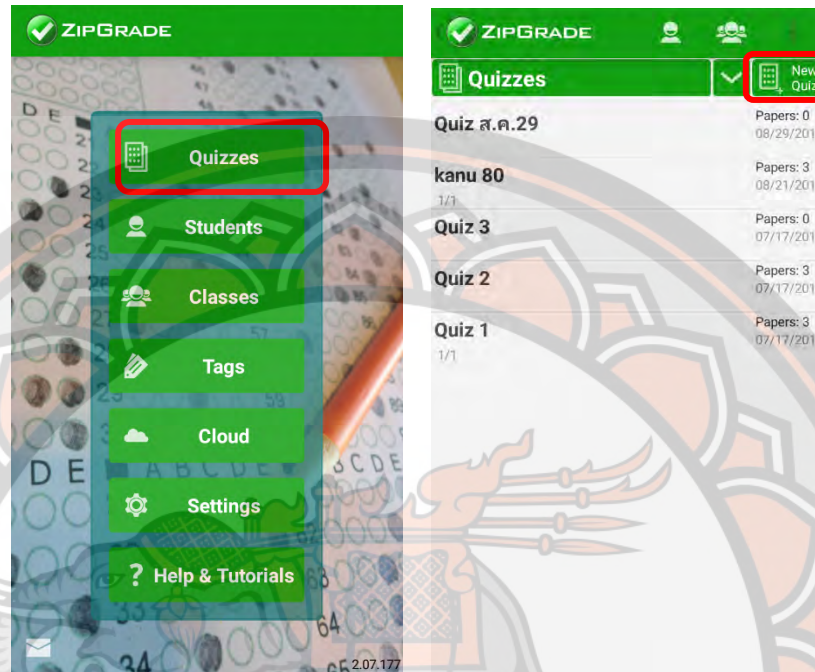 ZIPGRADE
Quizzes
Students
Classes
Tags
Cloud
Settings
? Help & Tutorials
2.07.177
ZIPGRADE
Quizzes
New
Quiz
Quiz ส.ค.29
Papers: 0
08/29/201
kanu 80
1/1
Papers: 3
08/21/201
Quiz 3
Papers: 0
07/17/201
Quiz 2
Papers: 3
07/17/201
Quiz 1
1/1
Papers: 3
07/17/201